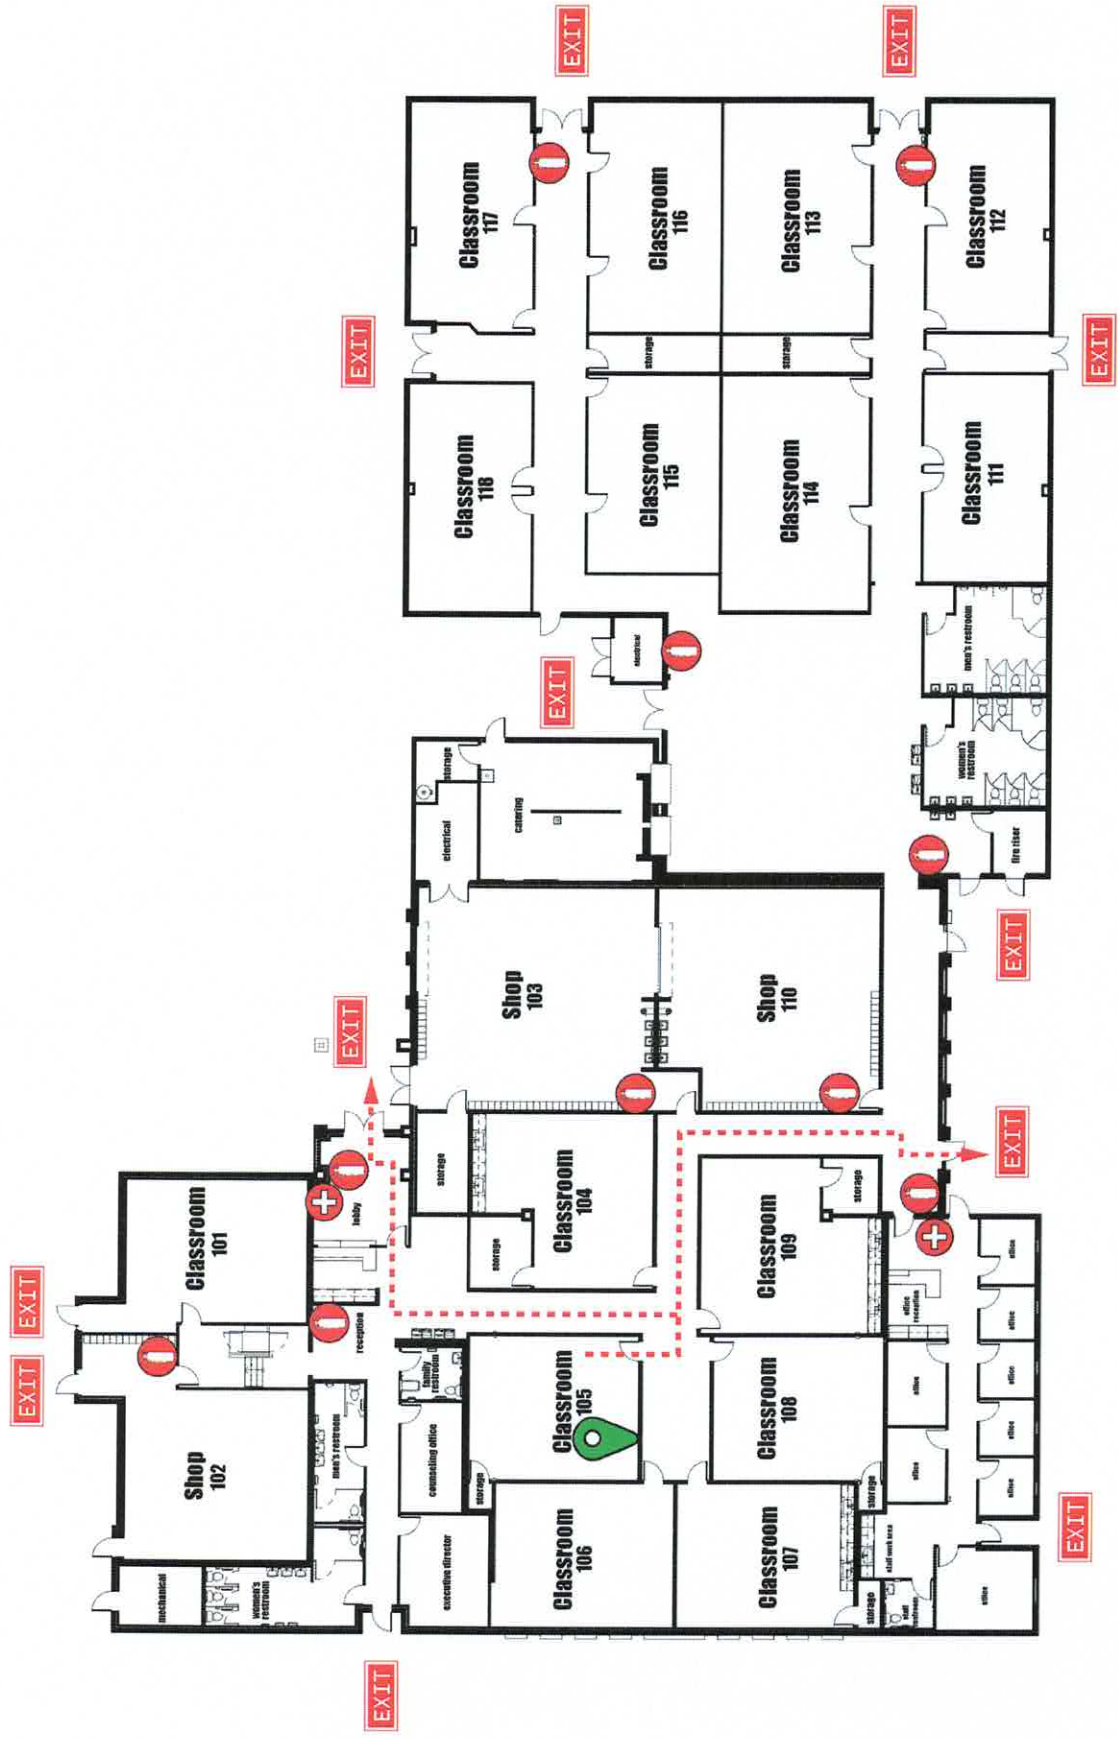 EXIT
EXIT
mechanical
Shop
102
Classroom
101
women's
restroom
men's restroom
reception
lobby
EXIT
EXIT
EXIT
executive director
counseling office
family
restroom
storage
electrical
storage
Classroom
118
Classroom
117
storage
storage
Classroom
106
Classroom
105
Classroom
104
Shop
103
catering
EXIT
EXIT
electrical
Classroom
115
storage
Classroom
116
Classroom
107
Classroom
108
Classroom
109
Shop
110
Classroom
114
storage
Classroom
113
storage
storage
storage
staff work area
staff
restroom
office
office
office
reception
EXIT
women's
restroom
men's restroom
Classroom
111
Classroom
112
office
office
office
office
office
office
fire riser
EXIT
EXIT
EXIT
EXIT